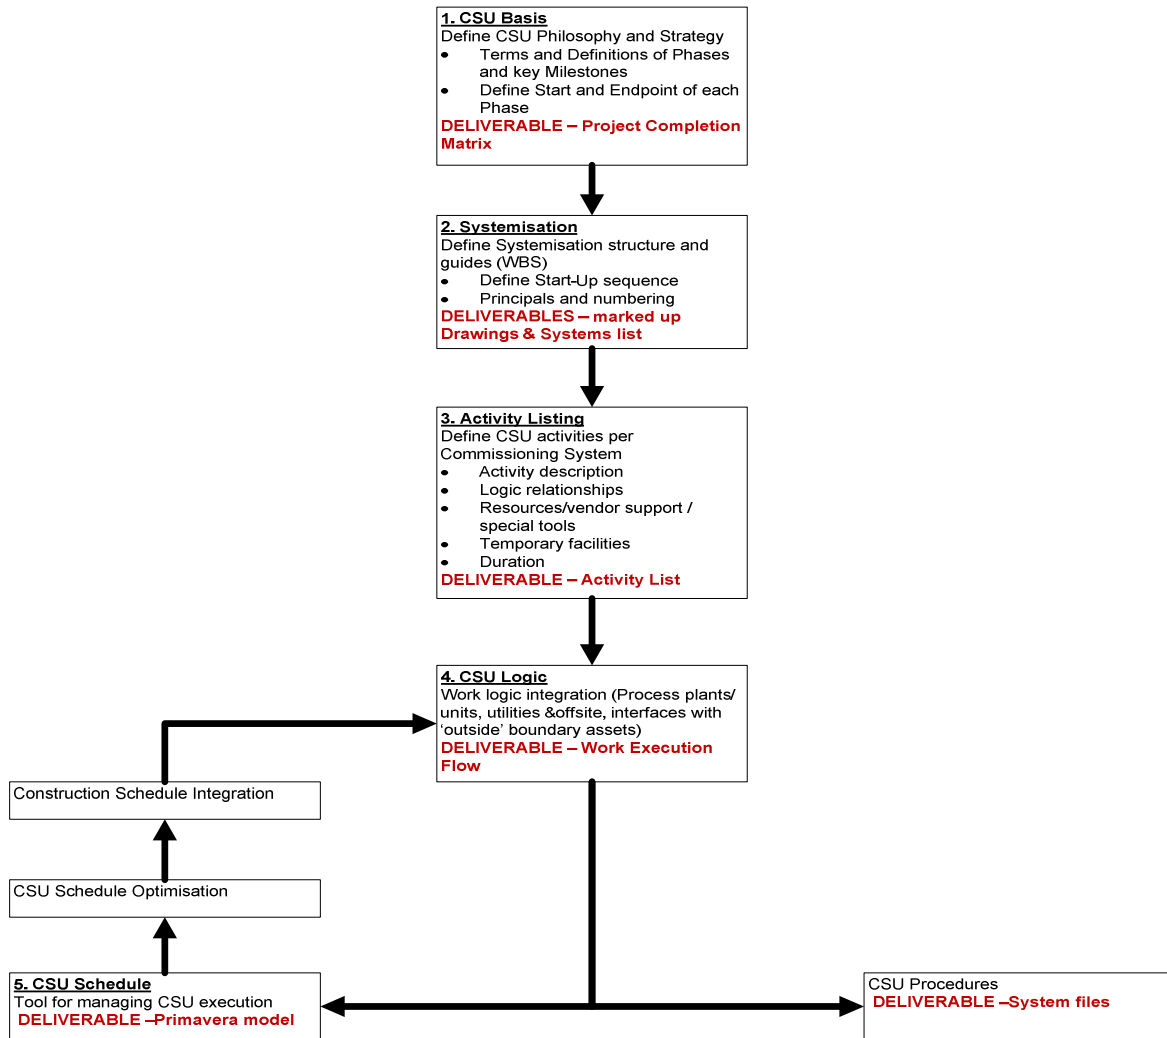 1. CSU Basis
Define CSU Philosophy and Strategy
• Terms and Definitions of Phases
and key Milestones
• Define Start and Endpoint of each
Phase
DELIVERABLE – Project Completion
Matrix
2. Systemisation
Define Systemisation structure and
guides (WBS)
• Define Start-Up sequence
• Principals and numbering
DELIVERABLES – marked up
Drawings & Systems list
3. Activity Listing
Define CSU activities per
Commissioning System
• Activity description
• Logic relationships
• Resources/vendor support /
special tools
• Temporary facilities
• Duration
DELIVERABLE – Activity List
4. CSU Logic
Work logic integration (Process plants/
units, utilities &offsite, interfaces with
‘outside’ boundary assets)
DELIVERABLE – Work Execution
Flow
Construction Schedule Integration
CSU Schedule Optimisation
5. CSU Schedule
Tool for managing CSU execution
DELIVERABLE –Primavera model
CSU Procedures
DELIVERABLE –System files